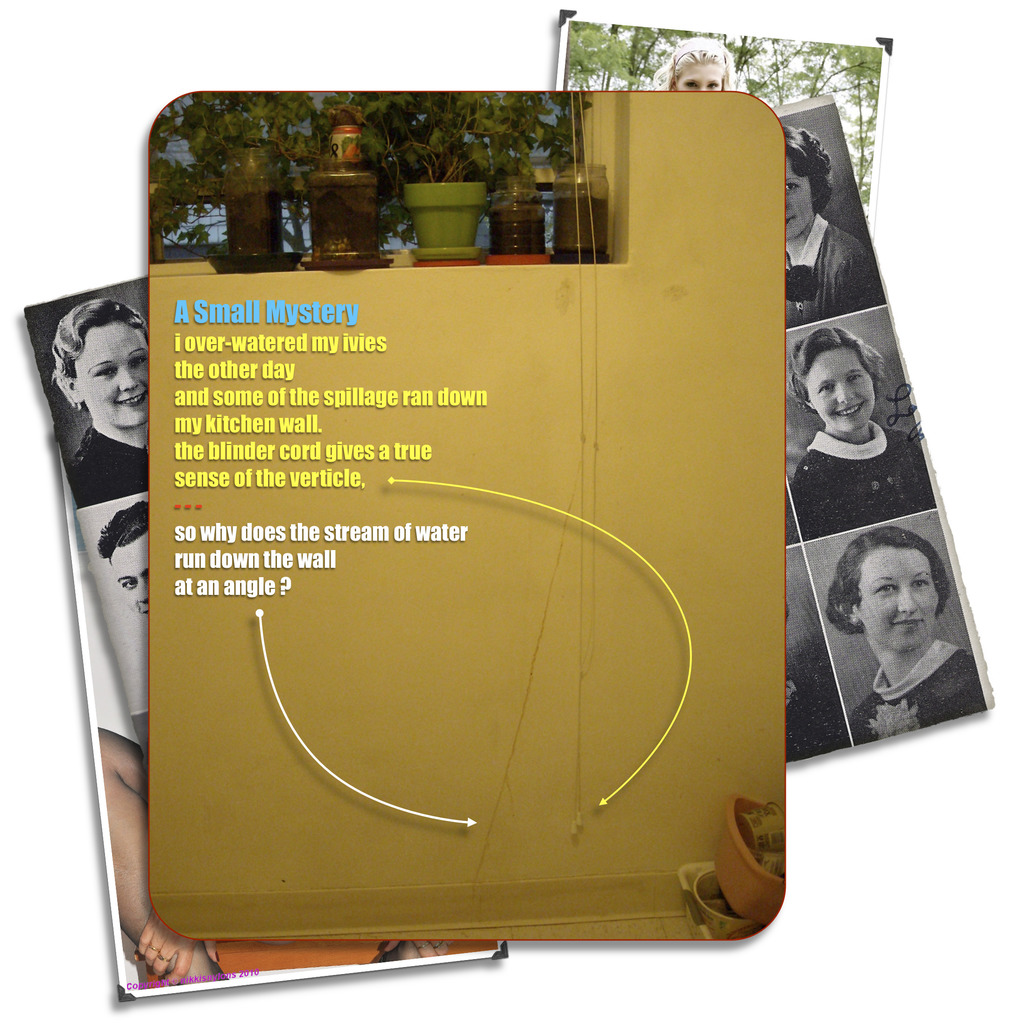 A Small Mystery
i over-watered my ivies
the other day
and some of the spillage ran down
my kitchen wall.
the blinder cord gives a true
sense of the verticle,
- - -
so why does the stream of water
run down the wall
at an angle ?
2010